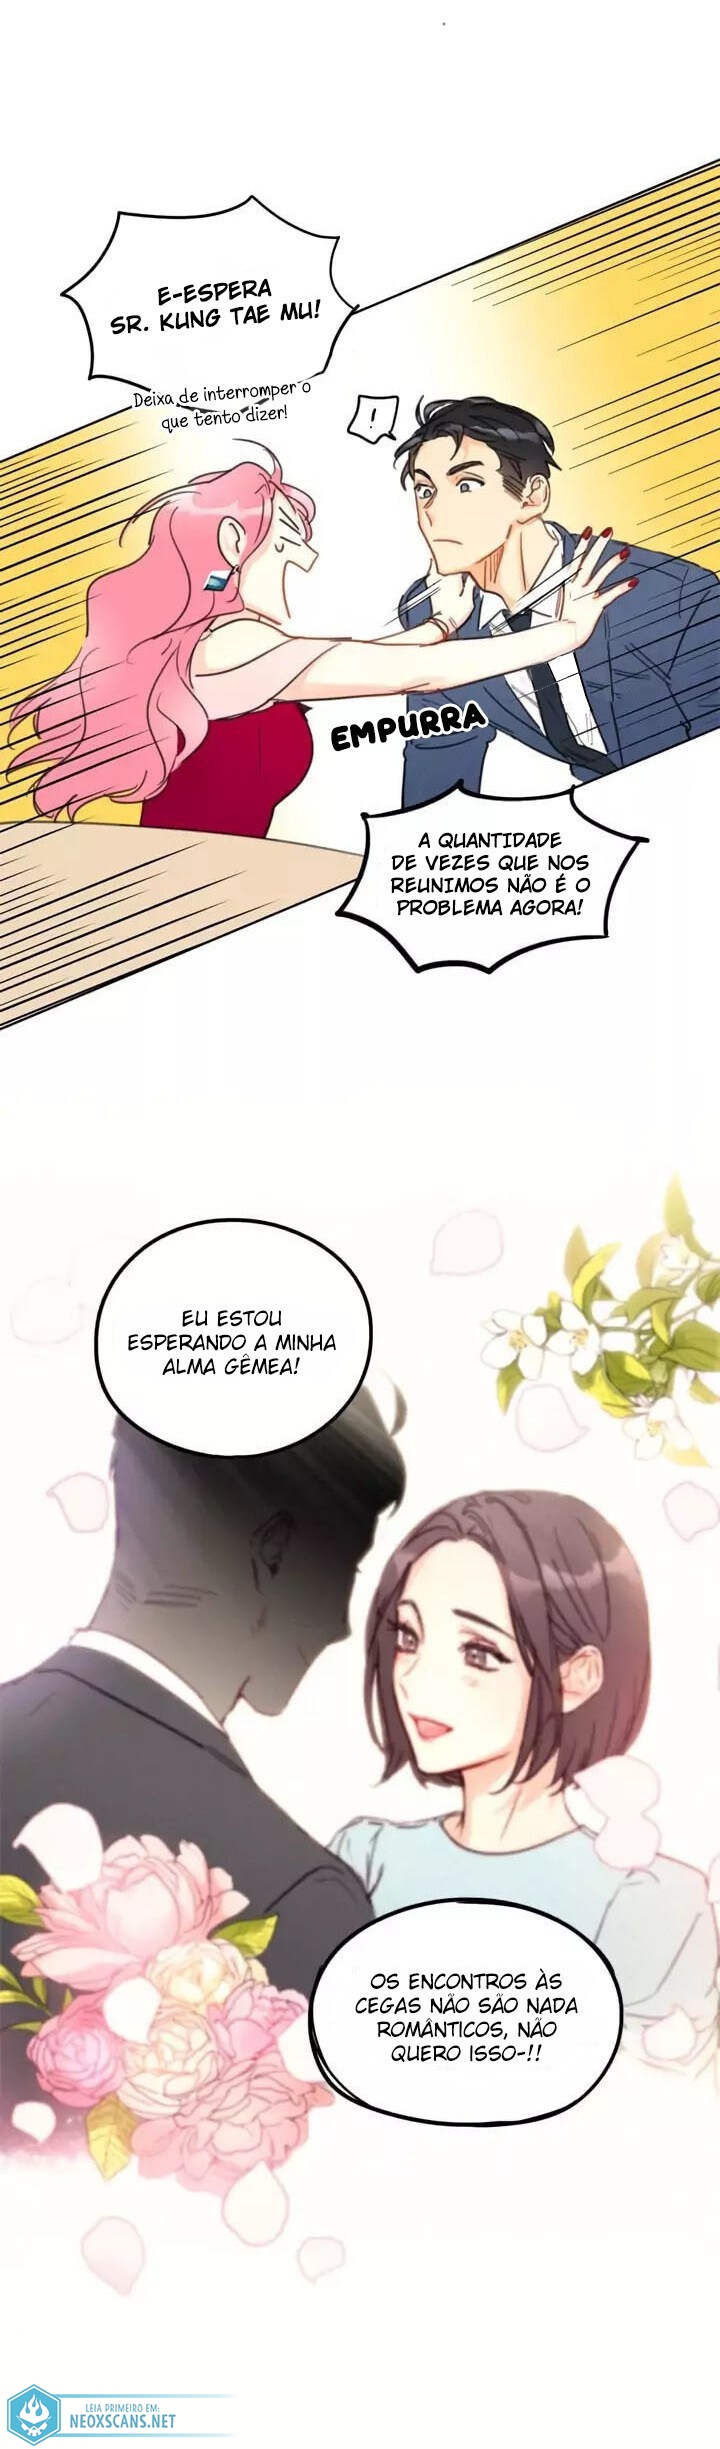 E-ESPERA
SR. KUNG TAE MU!
Deixa de interromper o
que tento dizer!
!
EMPURRA
A QUANTIDADE
DE VEZES QUE NOS
REUNIMOS NÃO É O
PROBLEMA AGORA!
EU ESTOU
ESPERANDO A MINHA
ALMA GÊMEA!
OS ENCONTROS ÀS
CEGAS NÃO SÃO NADA
ROMÂNTICOS, NÃO
QUERO ISSO-!!
LEIA PRIMEIRO EM:
NEOXSCANS.NET